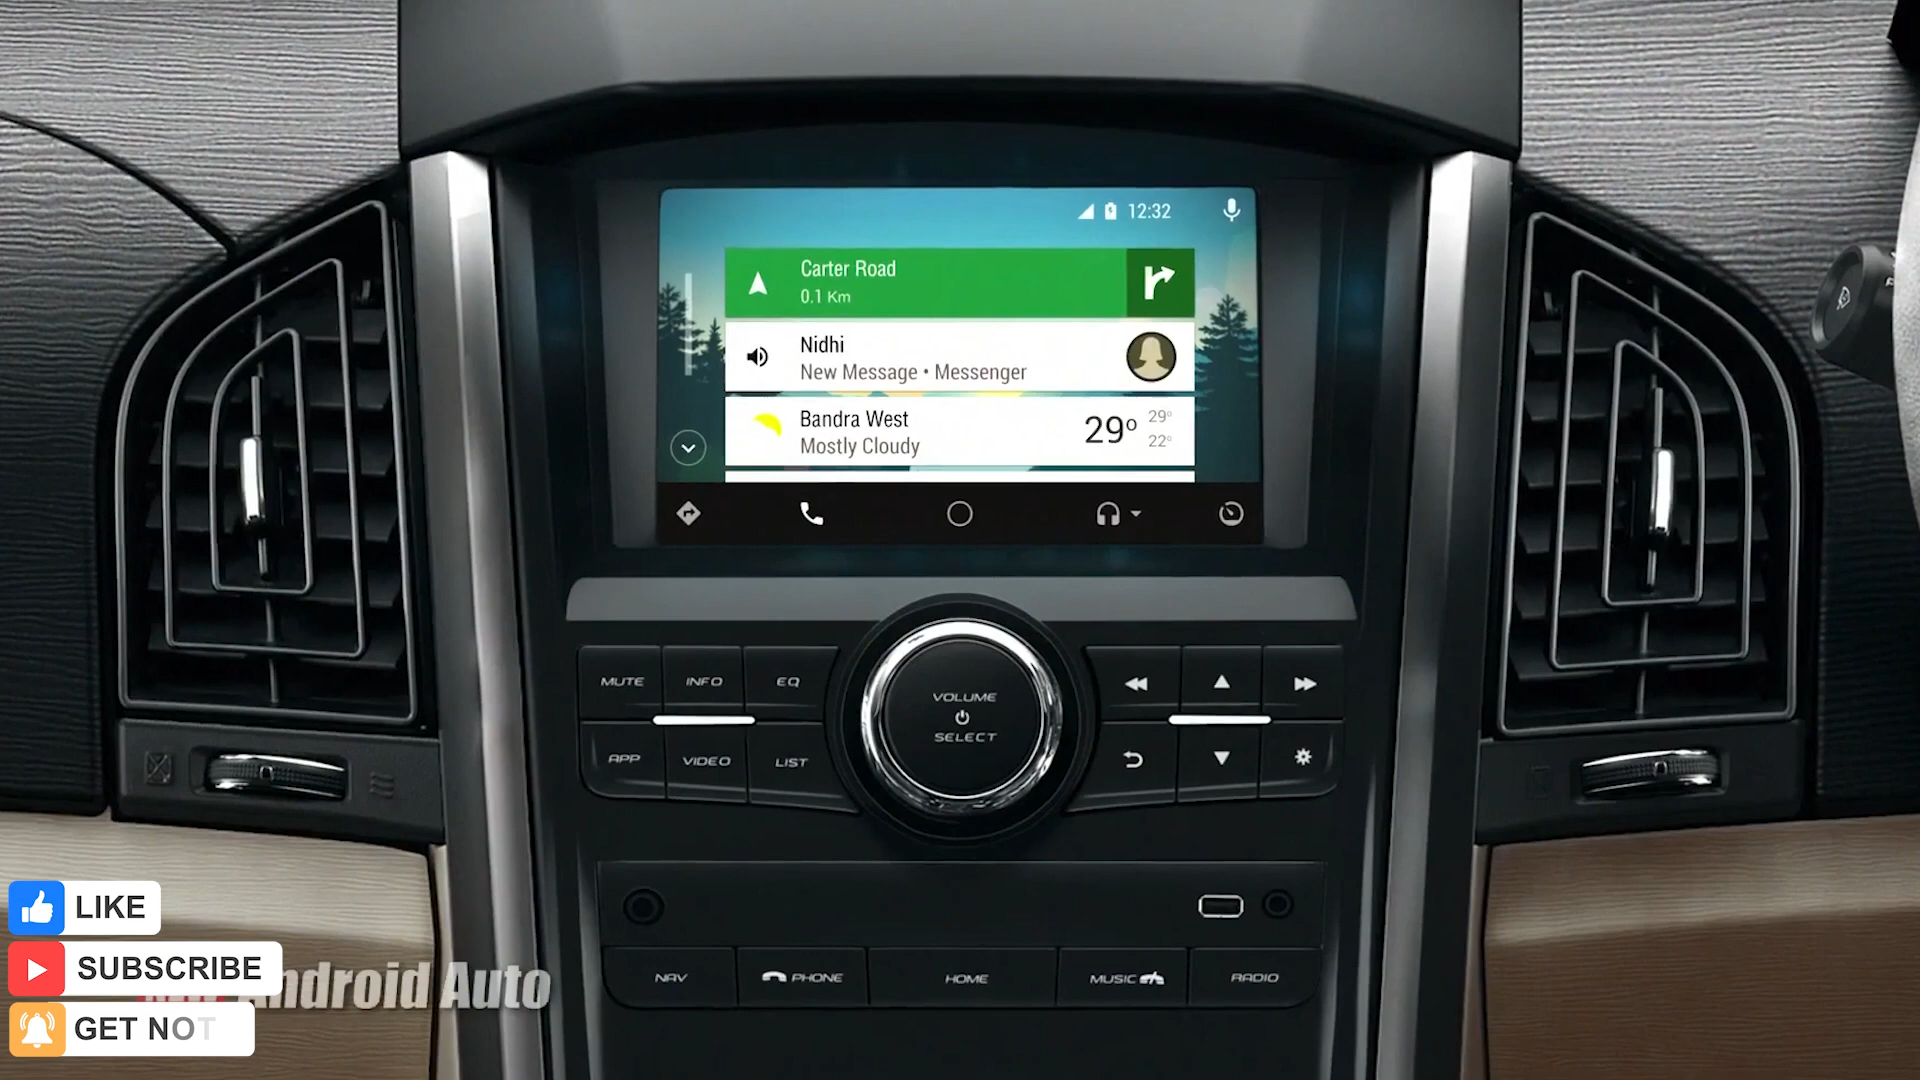 12:32
Carter Road
0.1 Km
Nidhi
New Message • Messenger
Bandra West
Mostly Cloudy
29°
29°
22°
MUTE
INFO
EQ
APP
VIDEO
LIST
VOLUME
SELECT
NAV
PHONE
HOME
MUSIC
RADIO
LIKE
SUBSCRIBE
Android Auto
GET NOT